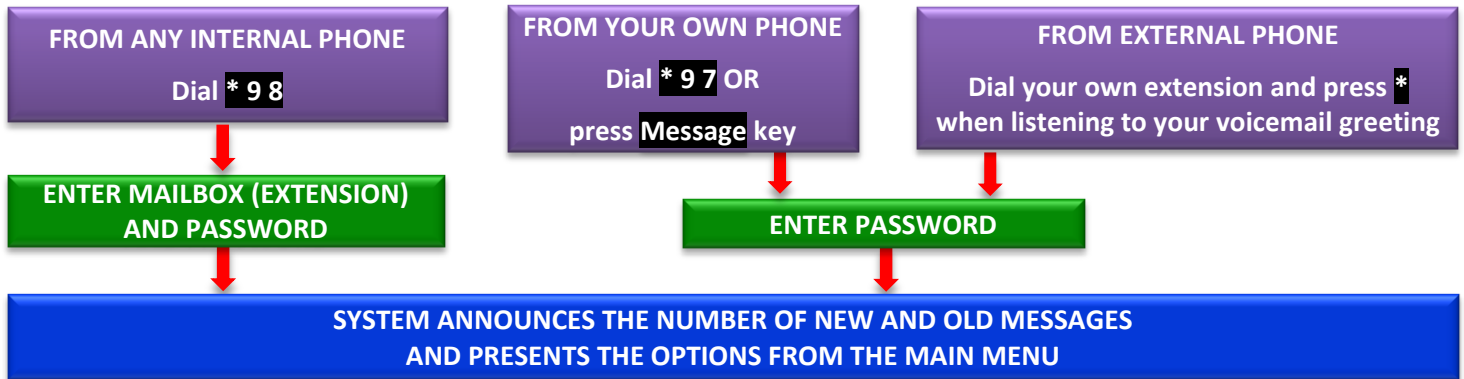 FROM ANY INTERNAL PHONE
Dial * 9 8
FROM YOUR OWN PHONE
Dial * 9 7 OR
press Message key
FROM EXTERNAL PHONE
Dial your own extension and press *
when listening to your voicemail greeting
ENTER MAILBOX (EXTENSION)
AND PASSWORD
ENTER PASSWORD
SYSTEM ANNOUNCES THE NUMBER OF NEW AND OLD MESSAGES
AND PRESENTS THE OPTIONS FROM THE MAIN MENU